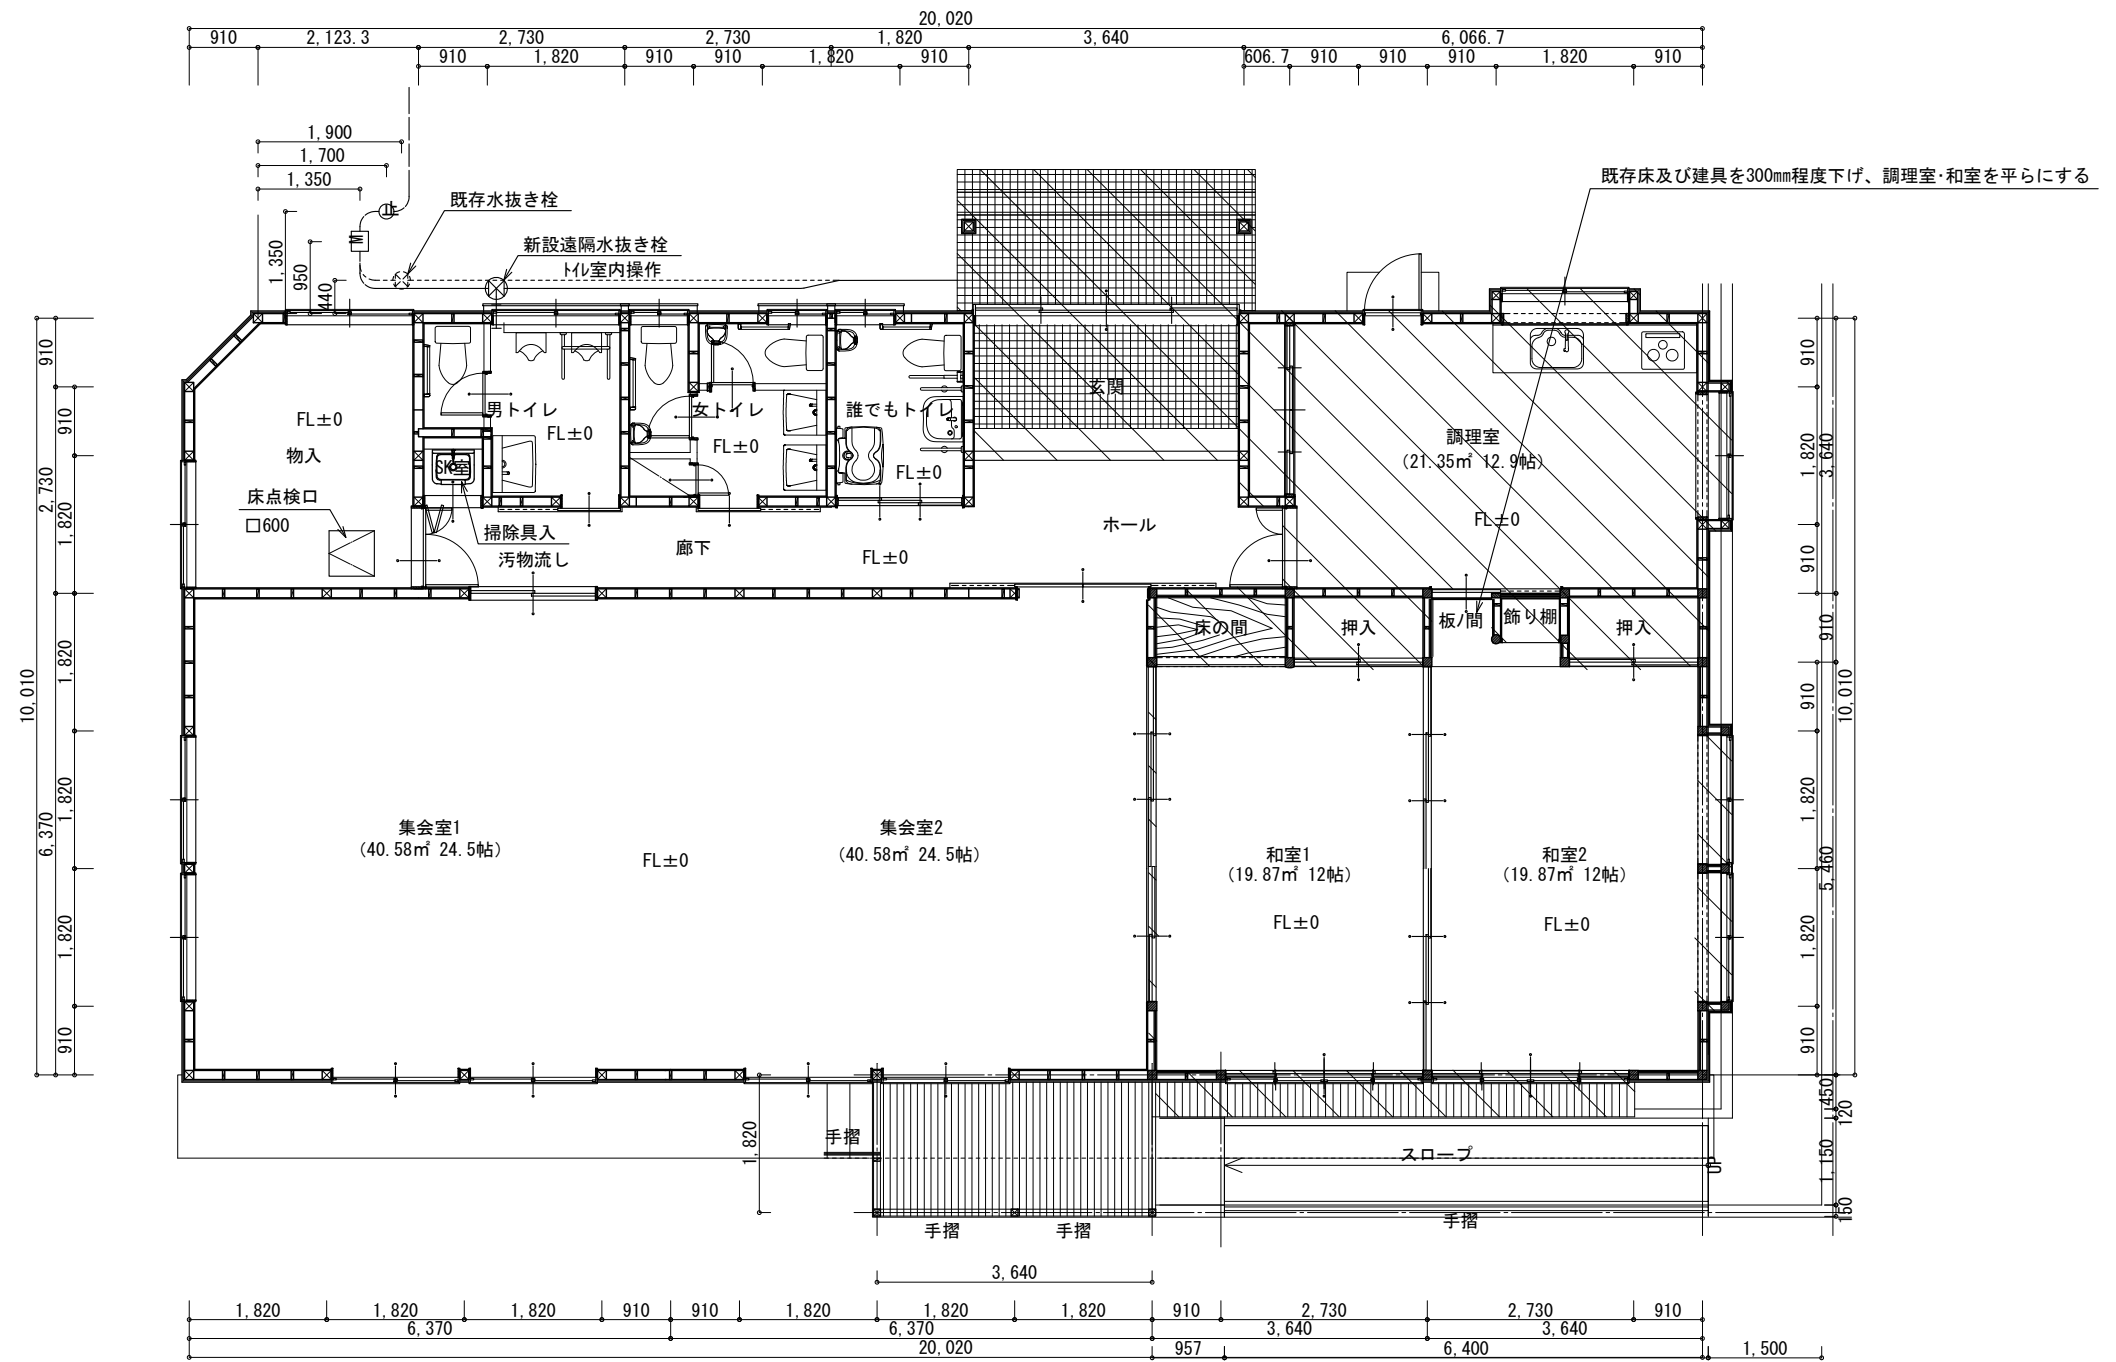 20,020
910
2,123.3
2,730
2,730
1,820
3,640
6,066.7
910
1,820
910
910
1,820
910
606.7
910
910
910
1,820
910
1,900
1,700
1,350
1,350
950
440
止
M
既存水抜き栓
新設遠隔水抜き栓
ﾄｲﾚ室内操作
既存床及び建具を300㎜程度下げ、調理室･和室を平らにする
FL±0
物入
床点検口
□600
男トイレ
FL±0
SK室
掃除具入
汚物流し
女トイレ
FL±0
誰でもトイレ
FL±0
玄関
ホール
廊下
FL±0
調理室
(21.35㎡ 12.9帖)
FL±0
床の間
押入
板ﾉ間
飾り棚
押入
集会室1
(40.58㎡ 24.5帖)
FL±0
集会室2
(40.58㎡ 24.5帖)
和室1
(19.87㎡ 12帖)
FL±0
和室2
(19.87㎡ 12帖)
FL±0
10,010
910
2,730
6,370
910
1,820
1,820
1,820
1,820
910
910
1,820
910
910
1,820
1,820
910
3,640
910
5,460
10,010
450
120
1,150
150
手摺
1,820
手摺
手摺
スロープ
UP
手摺
3,640
1,820
1,820
1,820
910
910
1,820
1,820
1,820
910
2,730
2,730
910
6,370
6,370
3,640
3,640
20,020
957
6,400
1,500